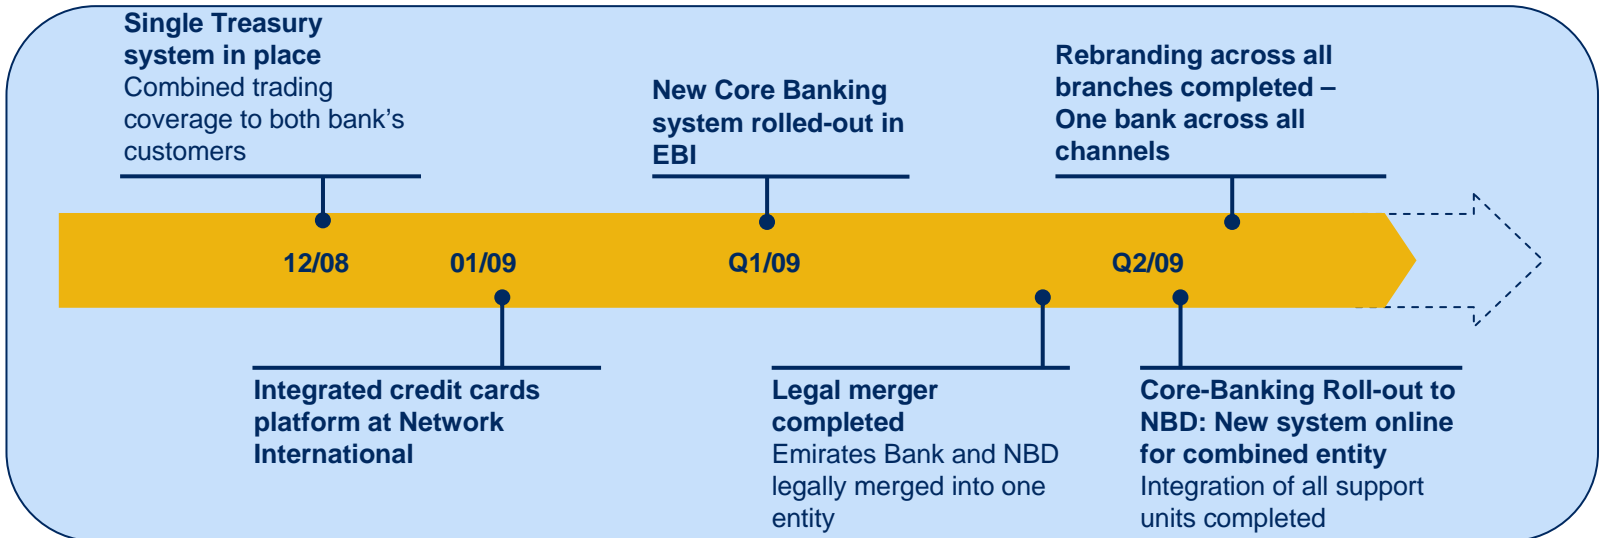 Single Treasury
system in place
Combined trading
coverage to both bank’s
customers
New Core Banking
system rolled-out in
EBI
Rebranding across all
branches completed –
One bank across all
channels
12/08
01/09
Q1/09
Q2/09
Integrated credit cards
platform at Network
International
Legal merger
completed
Emirates Bank and NBD
legally merged into one
entity
Core-Banking Roll-out to
NBD: New system online
for combined entity
Integration of all support
units completed